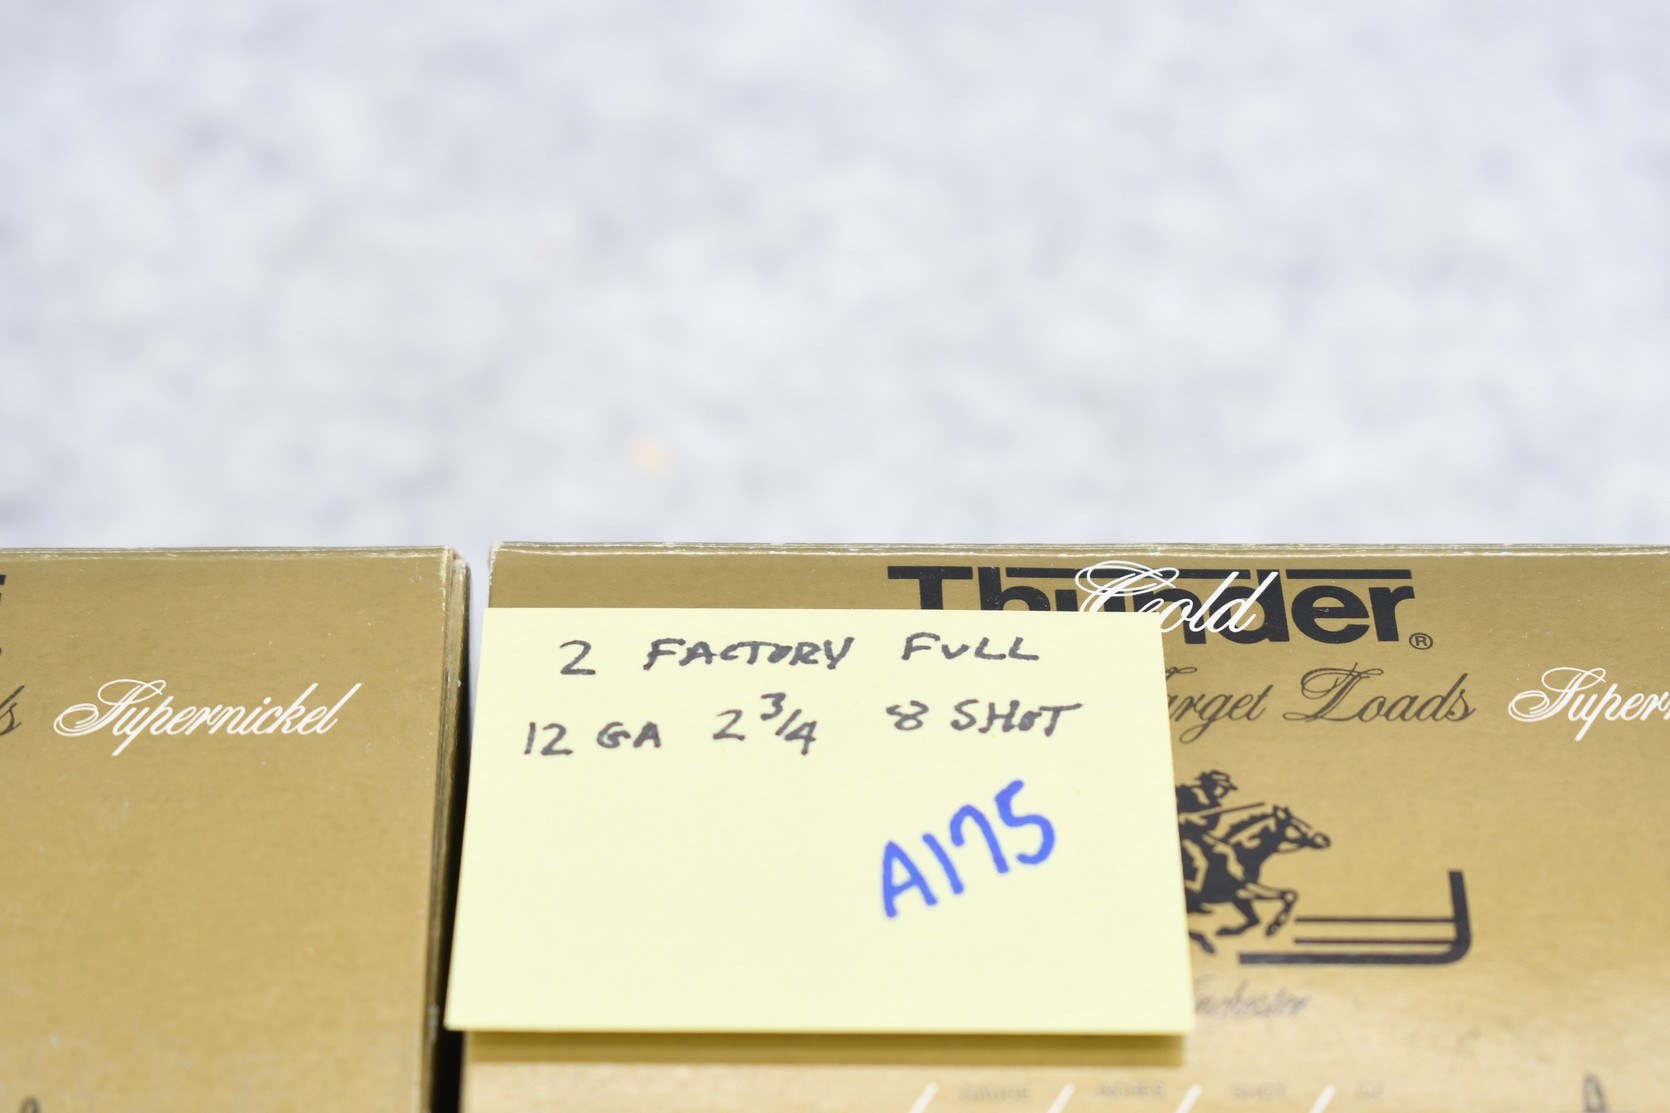 Thunder®
Gold
Target Loads
Supernickel
2 FACTORY FULL
12 GA 2 3/4 8 SHOT
A175